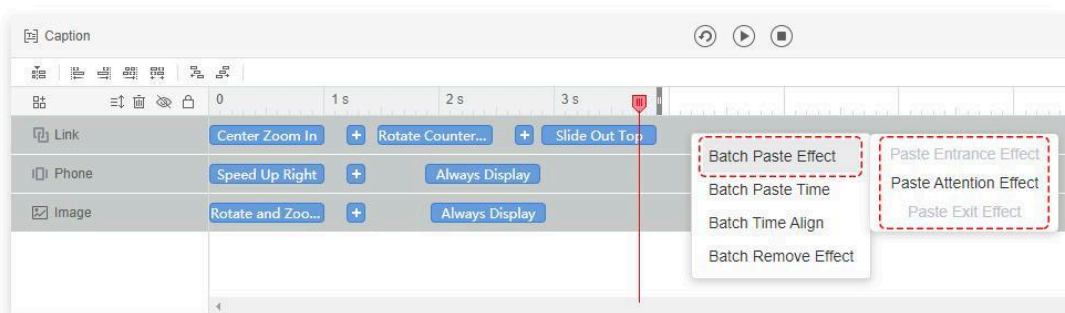 Caption
0 1 s 2 s 3 s
Link Center Zoom In Rotate Counter... Slide Out Top
Phone Speed Up Right Always Display
Image Rotate and Zoo... Always Display
Batch Paste Effect
Batch Paste Time
Batch Time Align
Batch Remove Effect
Paste Entrance Effect
Paste Attention Effect
Paste Exit Effect